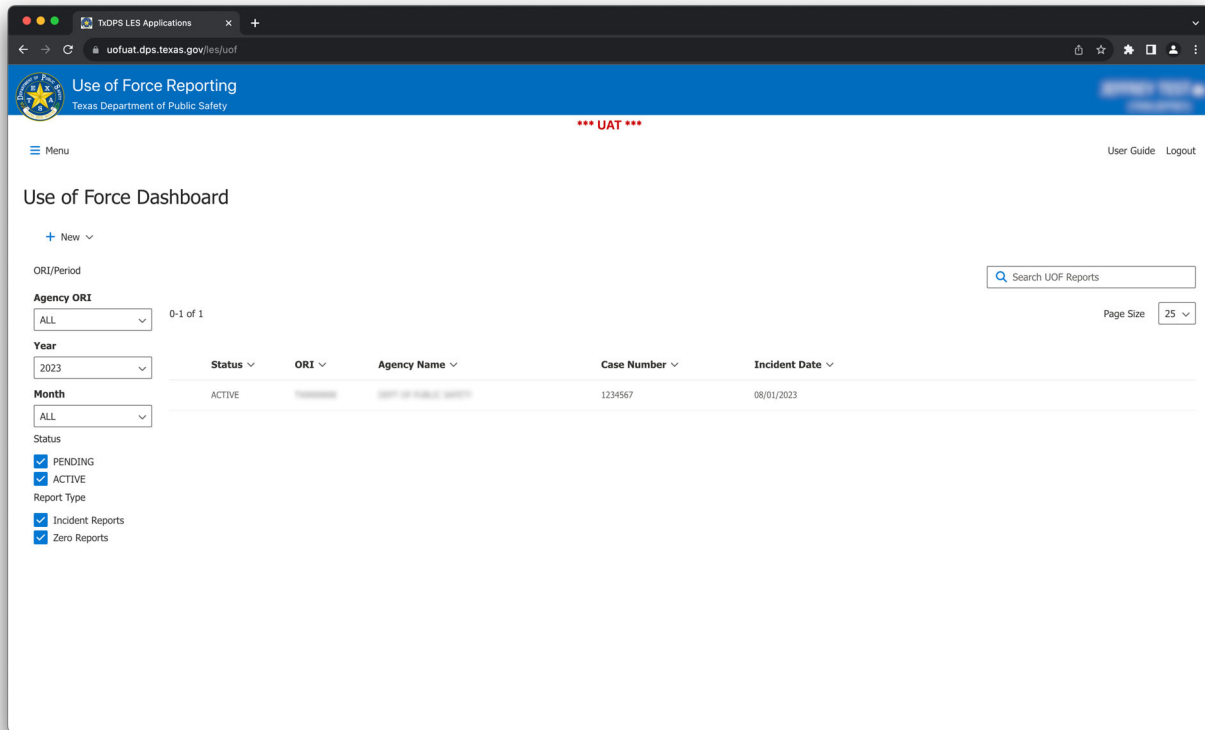 TxDPS LES Applications
uofuat.dps.texas.gov/les/uof
Use of Force Reporting
Texas Department of Public Safety
*** UAT ***
Menu
User Guide Logout
Use of Force Dashboard
+ New
ORI/Period
Search UOF Reports
Agency ORI
ALL
0-1 of 1
Page Size 25
Year
2023
Status ORI Agency Name Case Number Incident Date
Month
ACTIVE 1234567 08/01/2023
ALL
Status
PENDING
ACTIVE
Report Type
Incident Reports
Zero Reports